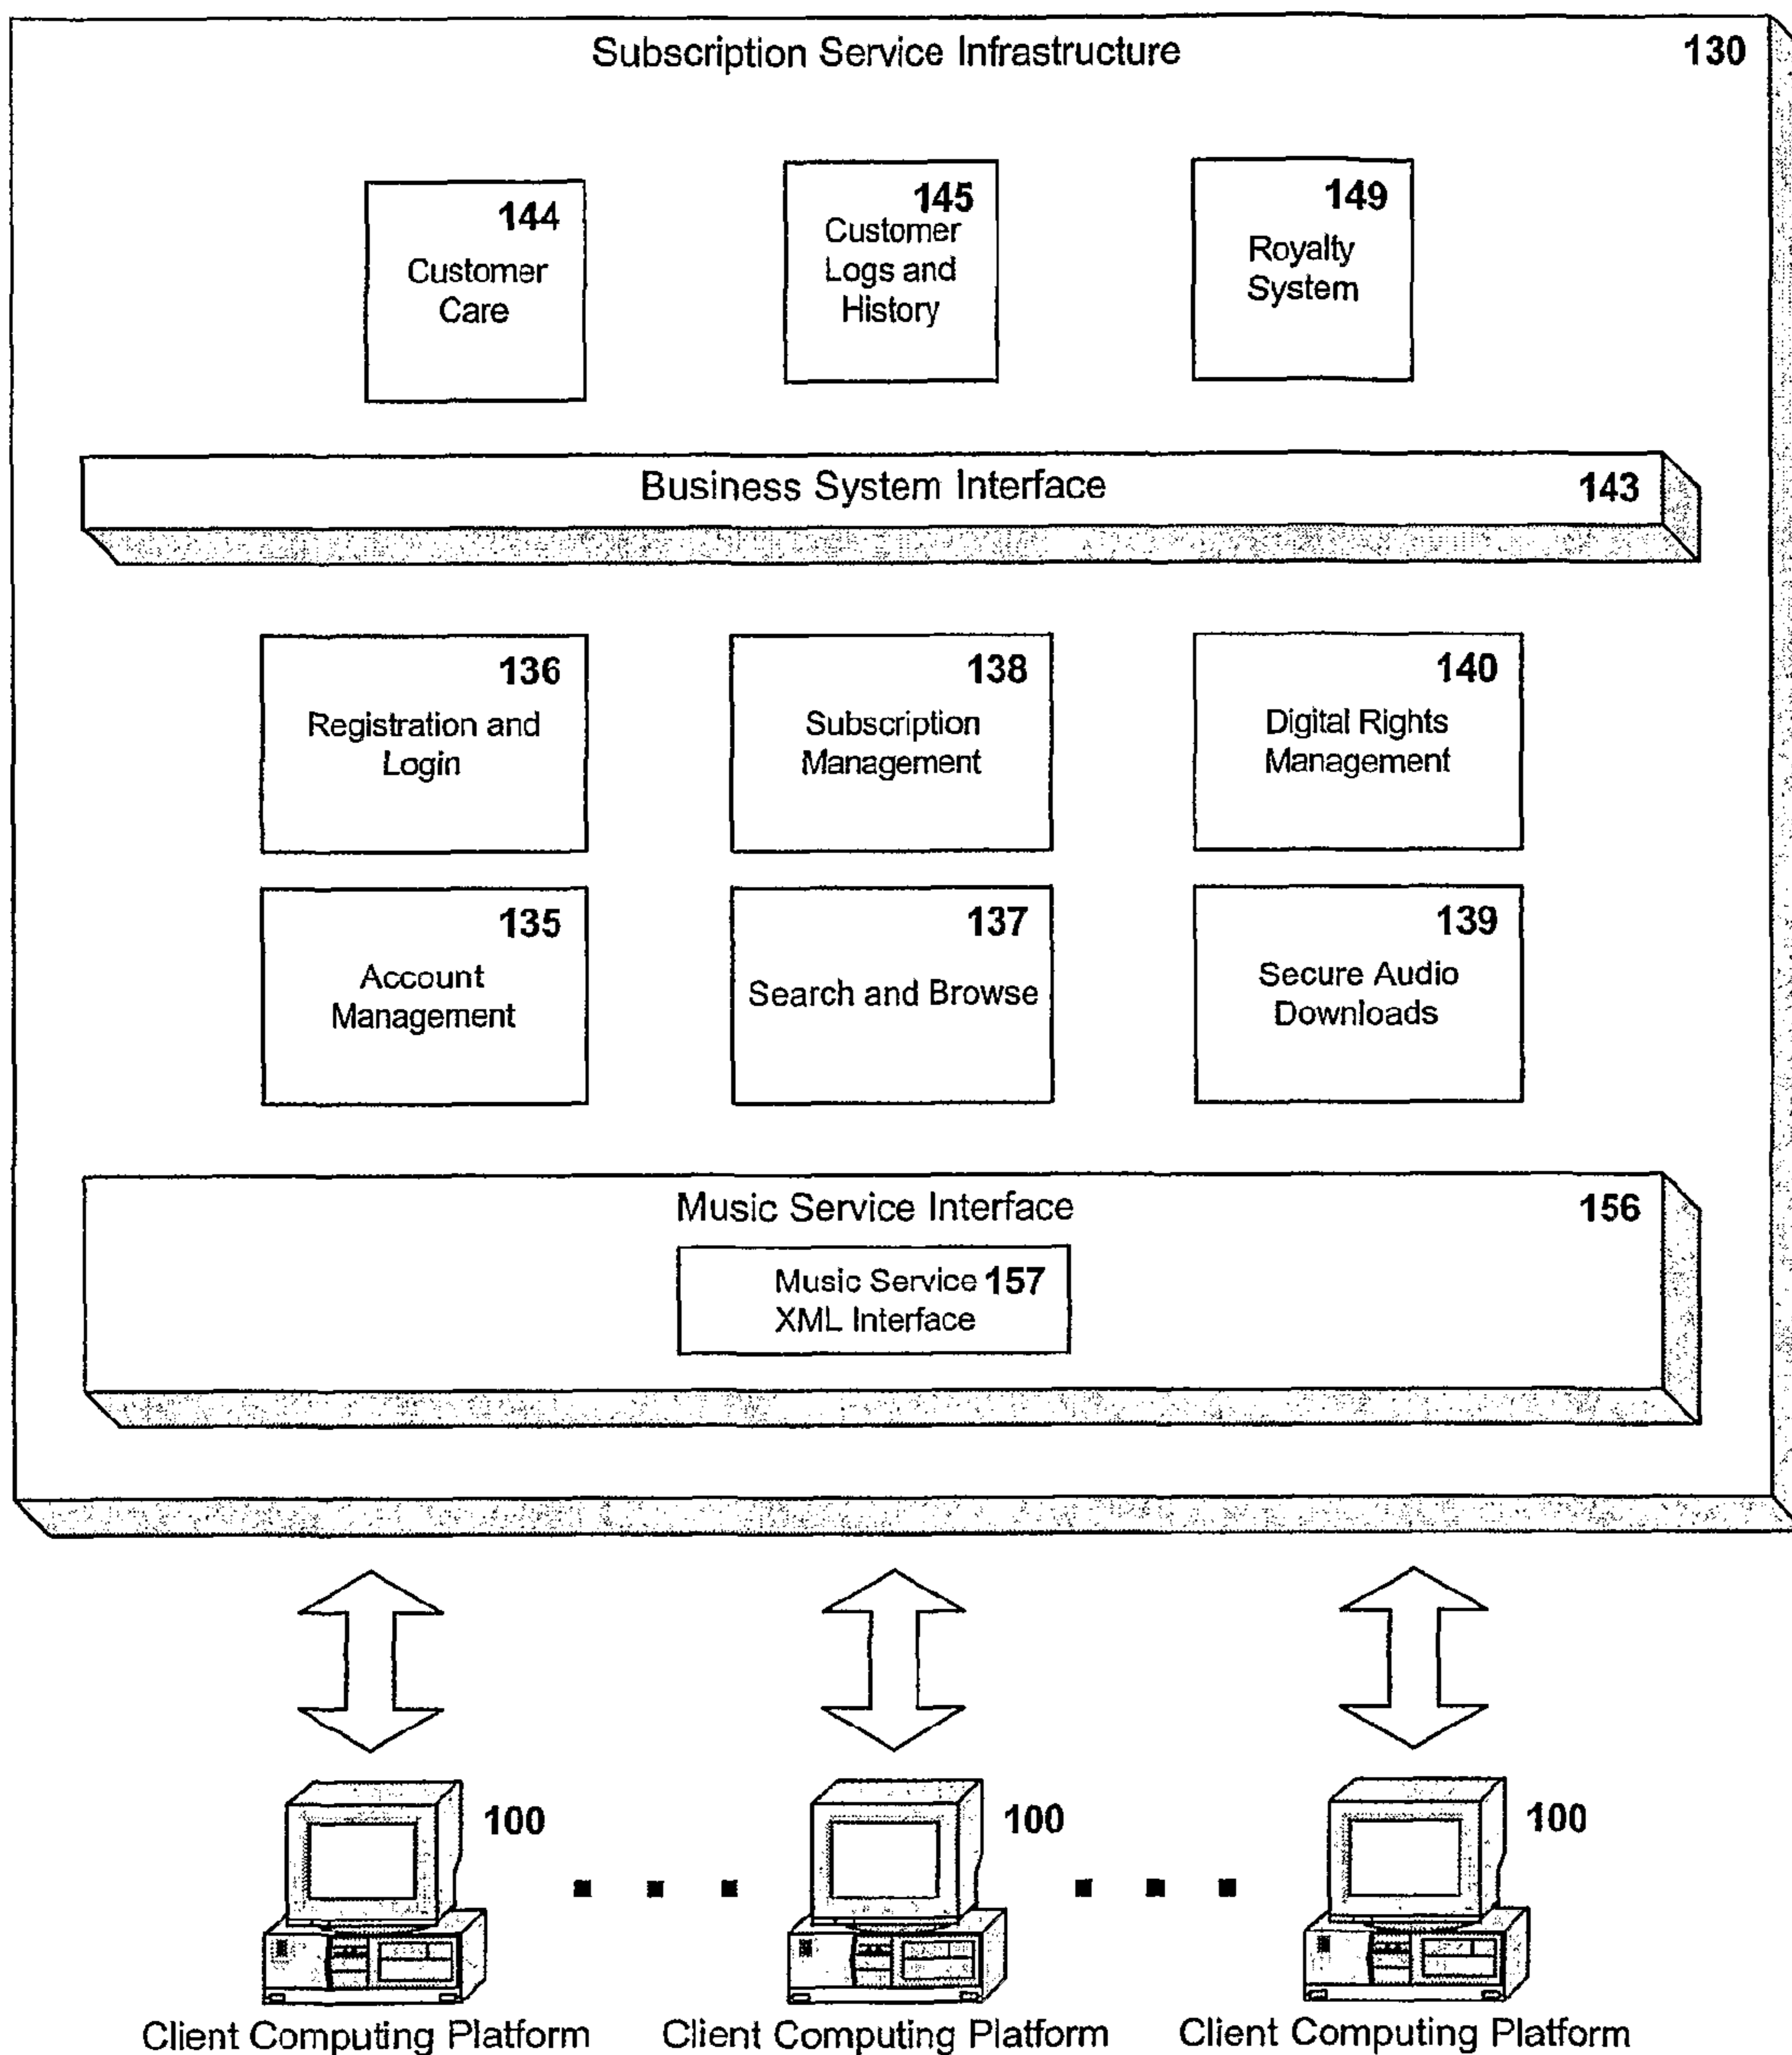 Subscription Service Infrastructure 130
144
Customer
Care
145
Customer
Logs and
History
149
Royalty
System
Business System Interface 143
136
Registration and
Login
138
Subscription
Management
140
Digital Rights
Management
135
Account
Management
137
Search and Browse
139
Secure Audio
Downloads
Music Service Interface 156
Music Service 157
XML Interface
100
100
100
Client Computing Platform
Client Computing Platform
Client Computing Platform